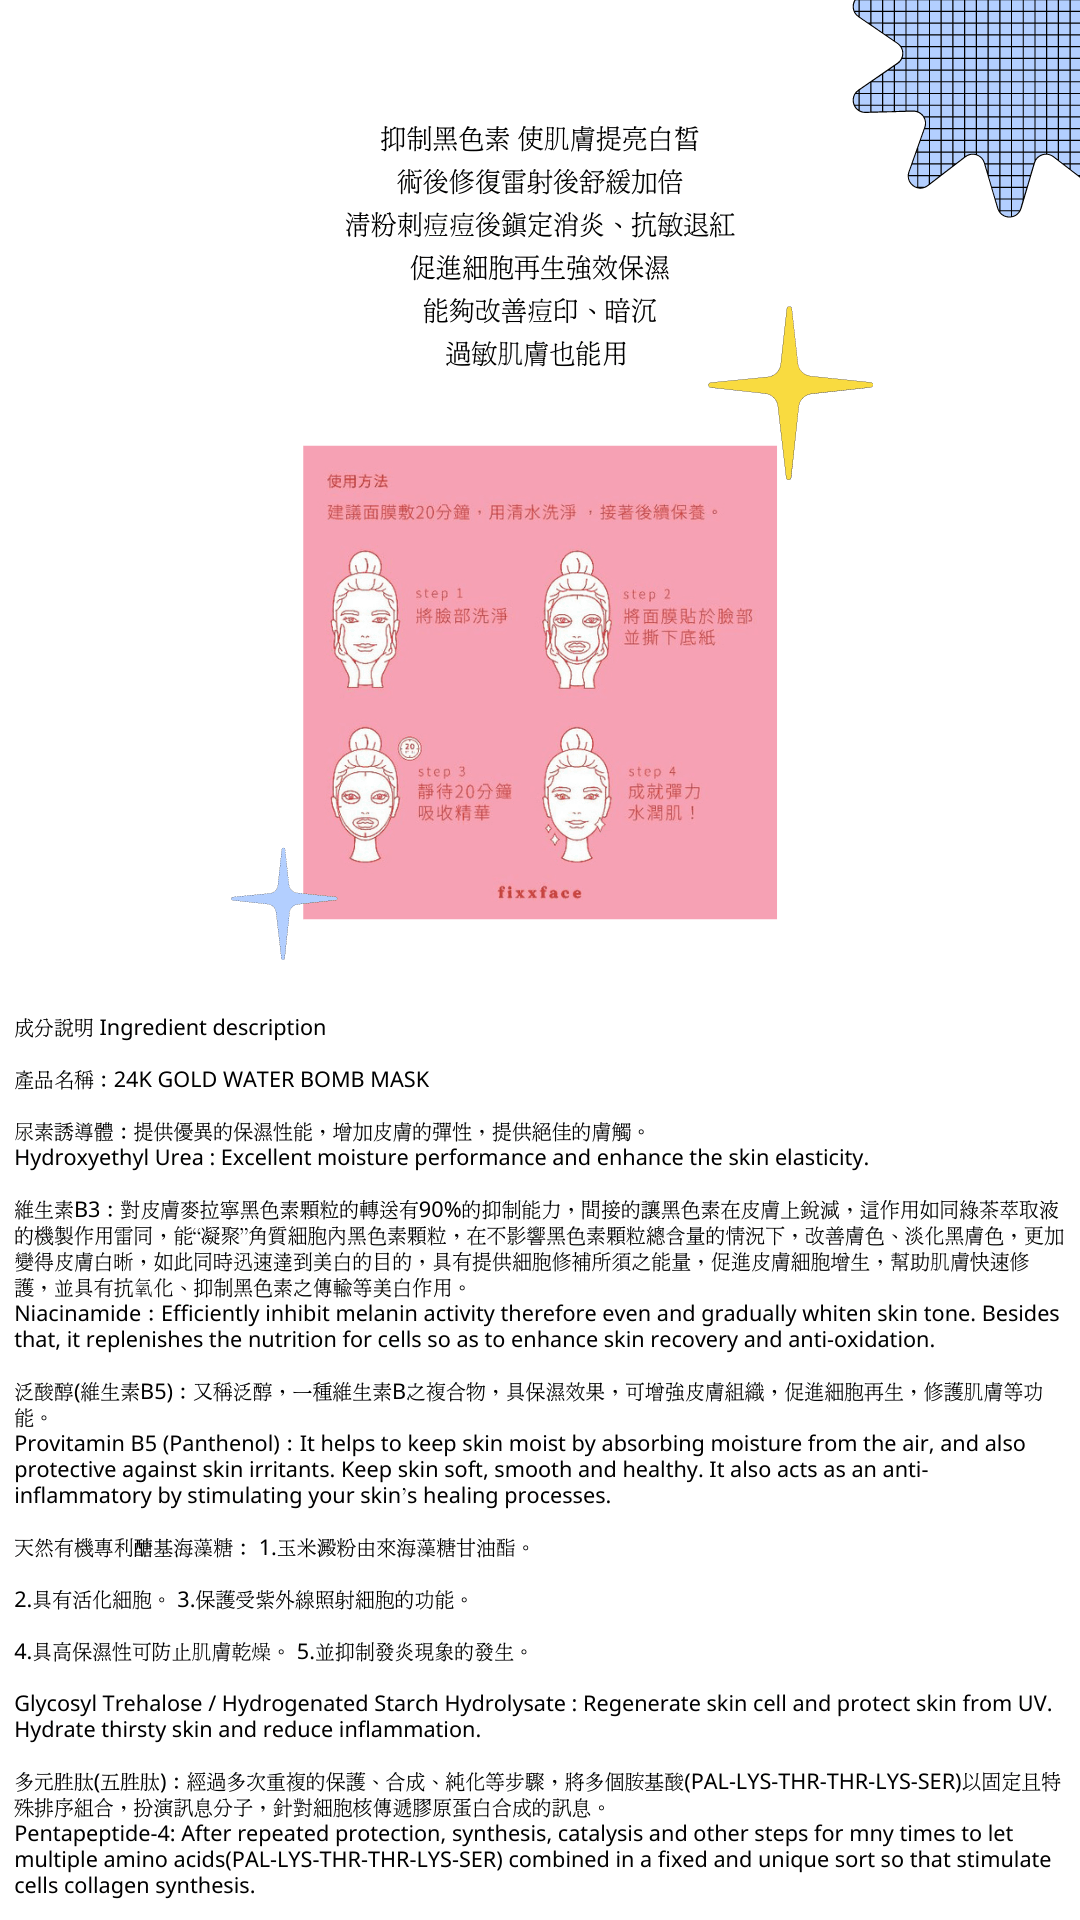 抑制黑色素 使肌膚提亮白皙
術後修復雷射後舒緩加倍
清粉刺痘痘後鎮定消炎、抗敏退紅
促進細胞再生強效保濕
能夠改善痘印、暗沉
過敏肌膚也能用
使用方法
建議面膜敷20分鐘，用清水洗淨 ，接著後續保養。
step 1
將臉部洗淨
step 2
將面膜貼於臉部
並撕下底紙
20
step 3
靜待20分鐘
吸收精華
step 4
成就彈力
水潤肌！
fixxface
成分說明 Ingredient description
產品名稱：24K GOLD WATER BOMB MASK
尿素誘導體：提供優異的保濕性能，增加皮膚的彈性，提供絕佳的膚觸。
Hydroxyethyl Urea : Excellent moisture performance and enhance the skin elasticity.
維生素B3：對皮膚麥拉寧黑色素顆粒的轉送有90%的抑制能力，間接的讓黑色素在皮膚上銳減，這作用如同綠茶萃取液
的機製作用雷同，能“凝聚”角質細胞內黑色素顆粒，在不影響黑色素顆粒總含量的情況下，改善膚色、淡化黑膚色，更加
變得皮膚白晰，如此同時迅速達到美白的目的，具有提供細胞修補所須之能量，促進皮膚細胞增生，幫助肌膚快速修
護，並具有抗氧化、抑制黑色素之傳輸等美白作用。
Niacinamide：Efficiently inhibit melanin activity therefore even and gradually whiten skin tone. Besides
that, it replenishes the nutrition for cells so as to enhance skin recovery and anti-oxidation.
泛酸醇(維生素B5)：又稱泛醇，一種維生素B之複合物，具保濕效果，可增強皮膚組織，促進細胞再生，修護肌膚等功
能。
Provitamin B5 (Panthenol)：It helps to keep skin moist by absorbing moisture from the air, and also
protective against skin irritants. Keep skin soft, smooth and healthy. It also acts as an anti-
inflammatory by stimulating your skin’s healing processes.
天然有機專利醣基海藻糖： 1.玉米澱粉由來海藻糖甘油酯。
2.具有活化細胞。 3.保護受紫外線照射細胞的功能。
4.具高保濕性可防止肌膚乾燥。 5.並抑制發炎現象的發生。
Glycosyl Trehalose / Hydrogenated Starch Hydrolysate : Regenerate skin cell and protect skin from UV.
Hydrate thirsty skin and reduce inflammation.
多元胜肽(五胜肽)：經過多次重複的保護、合成、純化等步驟，將多個胺基酸(PAL-LYS-THR-THR-LYS-SER)以固定且特
殊排序組合，扮演訊息分子，針對細胞核傳遞膠原蛋白合成的訊息。
Pentapeptide-4: After repeated protection, synthesis, catalysis and other steps for mny times to let
multiple amino acids(PAL-LYS-THR-THR-LYS-SER) combined in a fixed and unique sort so that stimulate
cells collagen synthesis.